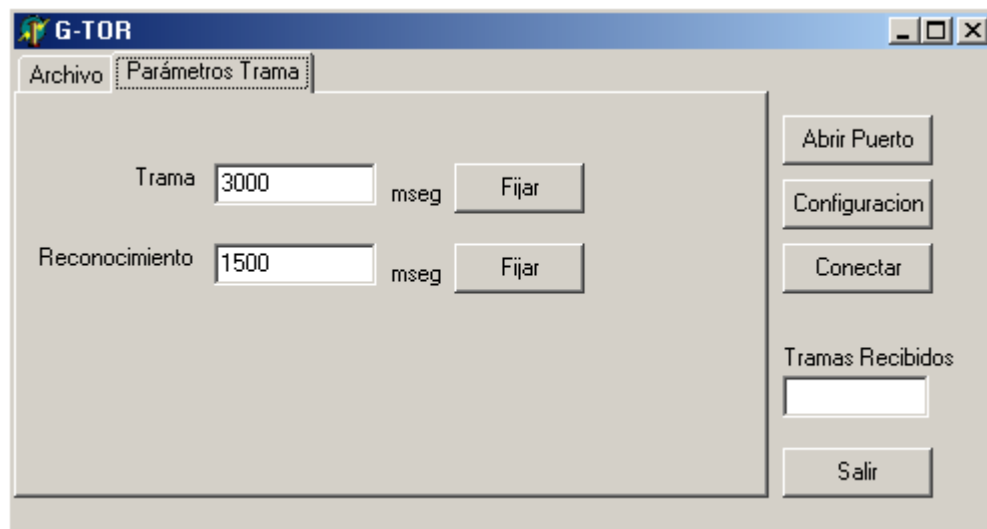 G-TOR
Archivo
Parámetros Trama
Trama 3000 mseg Fijar
Reconocimiento 1500 mseg Fijar
Abrir Puerto
Configuracion
Conectar
Tramas Recibidos
Salir